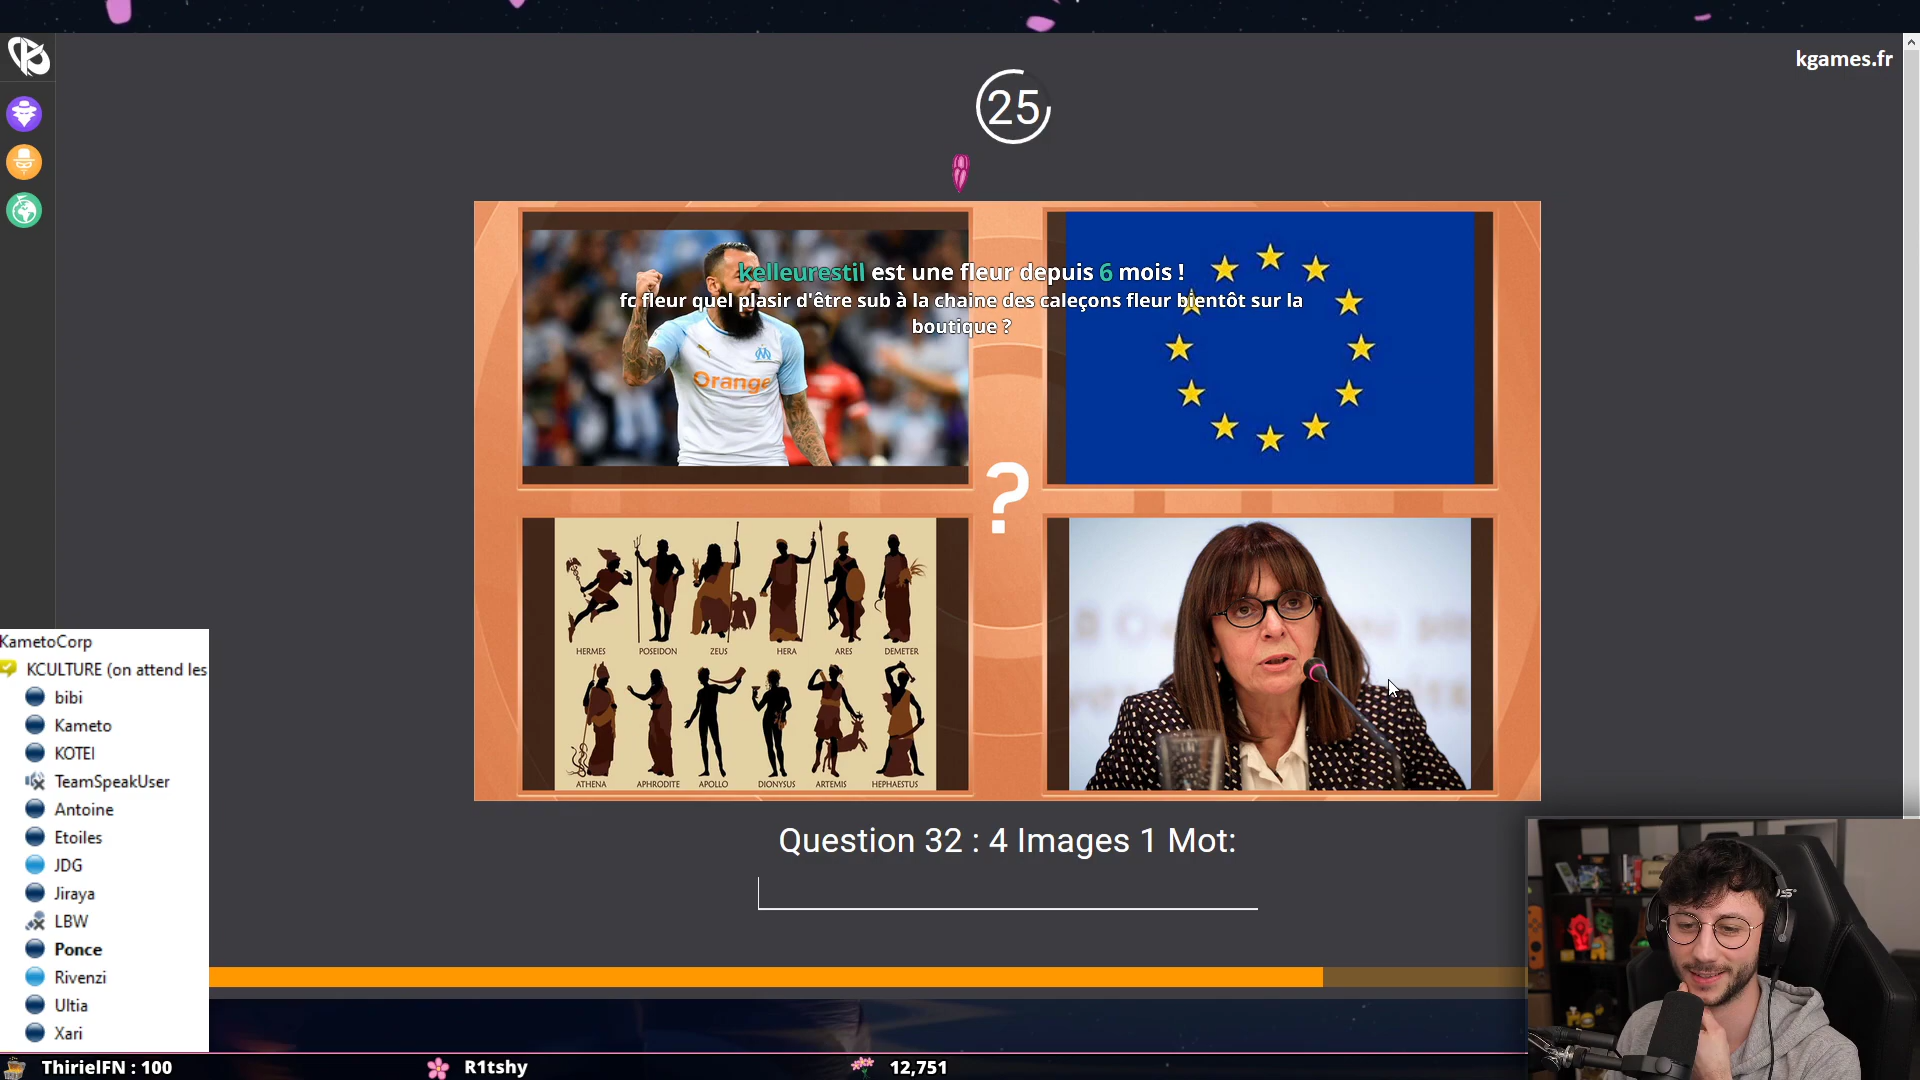 kgames.fr
25
kelleurestil est une fleur depuis 6 mois !
fc fleur quel plasir d'être sub à la chaine des caleçons fleur bientôt sur la
boutique ?
Orange
?
HERMES POSEIDON ZEUS HERA ARES DEMETER
ATHENA APHRODITE APOLLO DIONYSUS ARTEMIS HEPHAESTUS
Question 32 : 4 Images 1 Mot:
KametoCorp
KCULTURE (on attend les
bibi
Kameto
KOTEI
TeamSpeakUser
Antoine
Etoiles
JDG
Jiraya
LBW
Ponce
Rivenzi
Ultia
Xari
ThirielFN : 100
R1tshy
12,751